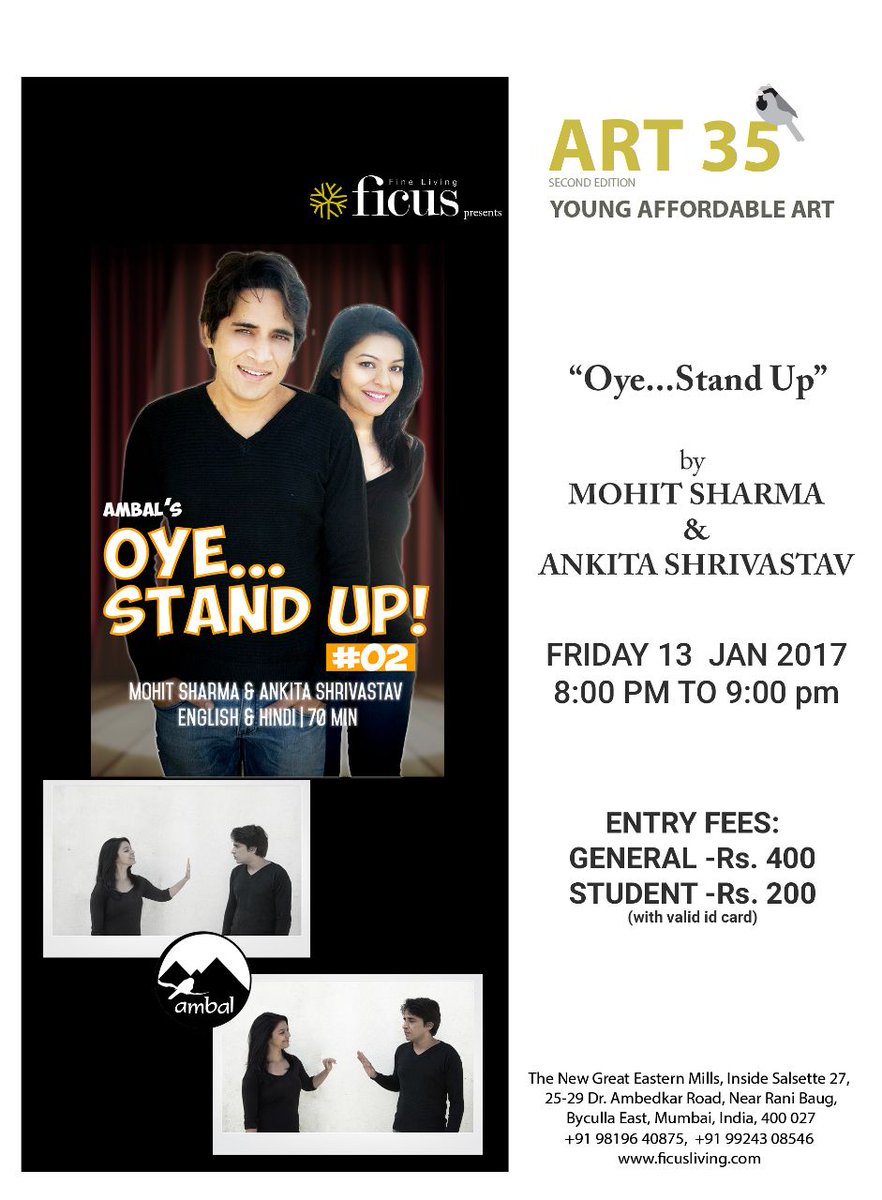 Fine Living
ficus presents
AMBAL'S
OYE...
STAND UP!
#02
MOHIT SHARMA & ANKITA SHRIVASTAV
ENGLISH & HINDI | 70 MIN
ambal
ART 35
SECOND EDITION
YOUNG AFFORDABLE ART
“Oye...Stand Up”
by
MOHIT SHARMA
&
ANKITA SHRIVASTAV
FRIDAY 13 JAN 2017
8:00 PM TO 9:00 pm
ENTRY FEES:
GENERAL -Rs. 400
STUDENT -Rs. 200
(with valid id card)
The New Great Eastern Mills, Inside Salsette 27,
25-29 Dr. Ambedkar Road, Near Rani Baug,
Byculla East, Mumbai, India, 400 027
+91 98196 40875, +91 99243 08546
www.ficusliving.com